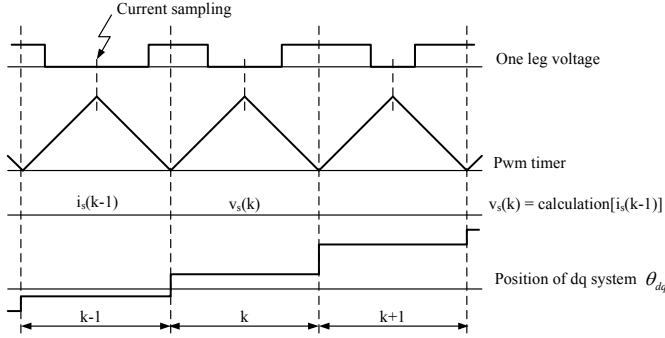 Current sampling
One leg voltage
Pwm timer
i_s(k-1) v_s(k) v_s(k) = calculation[i_s(k-1)]
Position of dq system θ_dq
k-1 k k+1